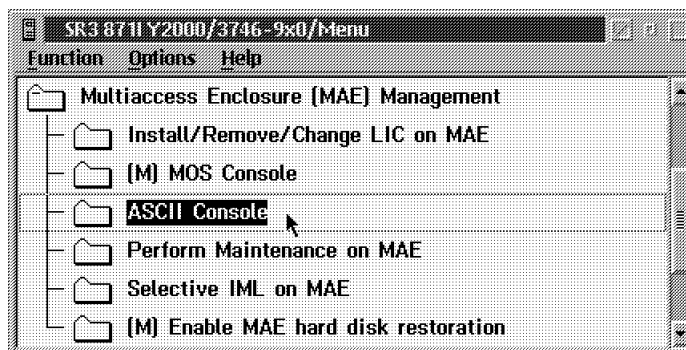 SR3 871I Y2000/3746-9x0/Menu
Function Options Help
Multiaccess Enclosure (MAE) Management
Install/Remove/Change LIC on MAE
(M) MOS Console
ASCII Console
Perform Maintenance on MAE
Selective IML on MAE
(M) Enable MAE hard disk restoration